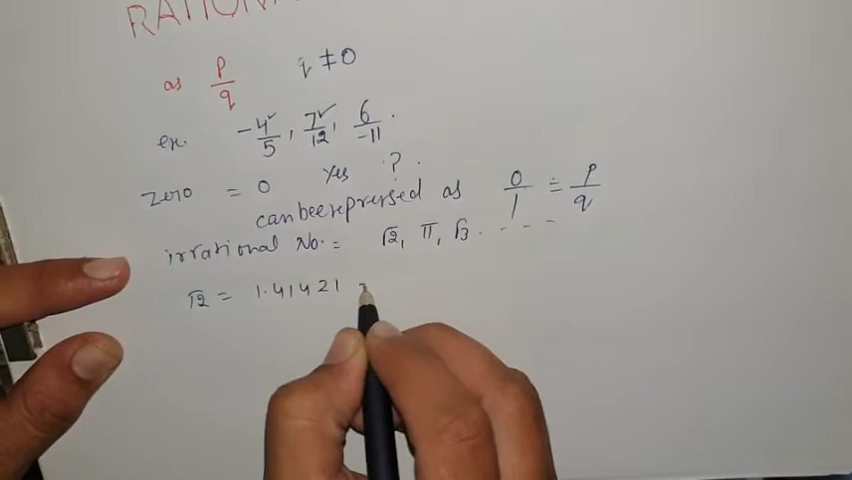 RATION
as p/q q ≠ 0
ex. -4/5, 7/12, 6/-11.
zero = 0 Yes ?
can be expressed as 0/1 = p/q
irrational No. = √2, π, √3. - - -
√2 = 1.41421